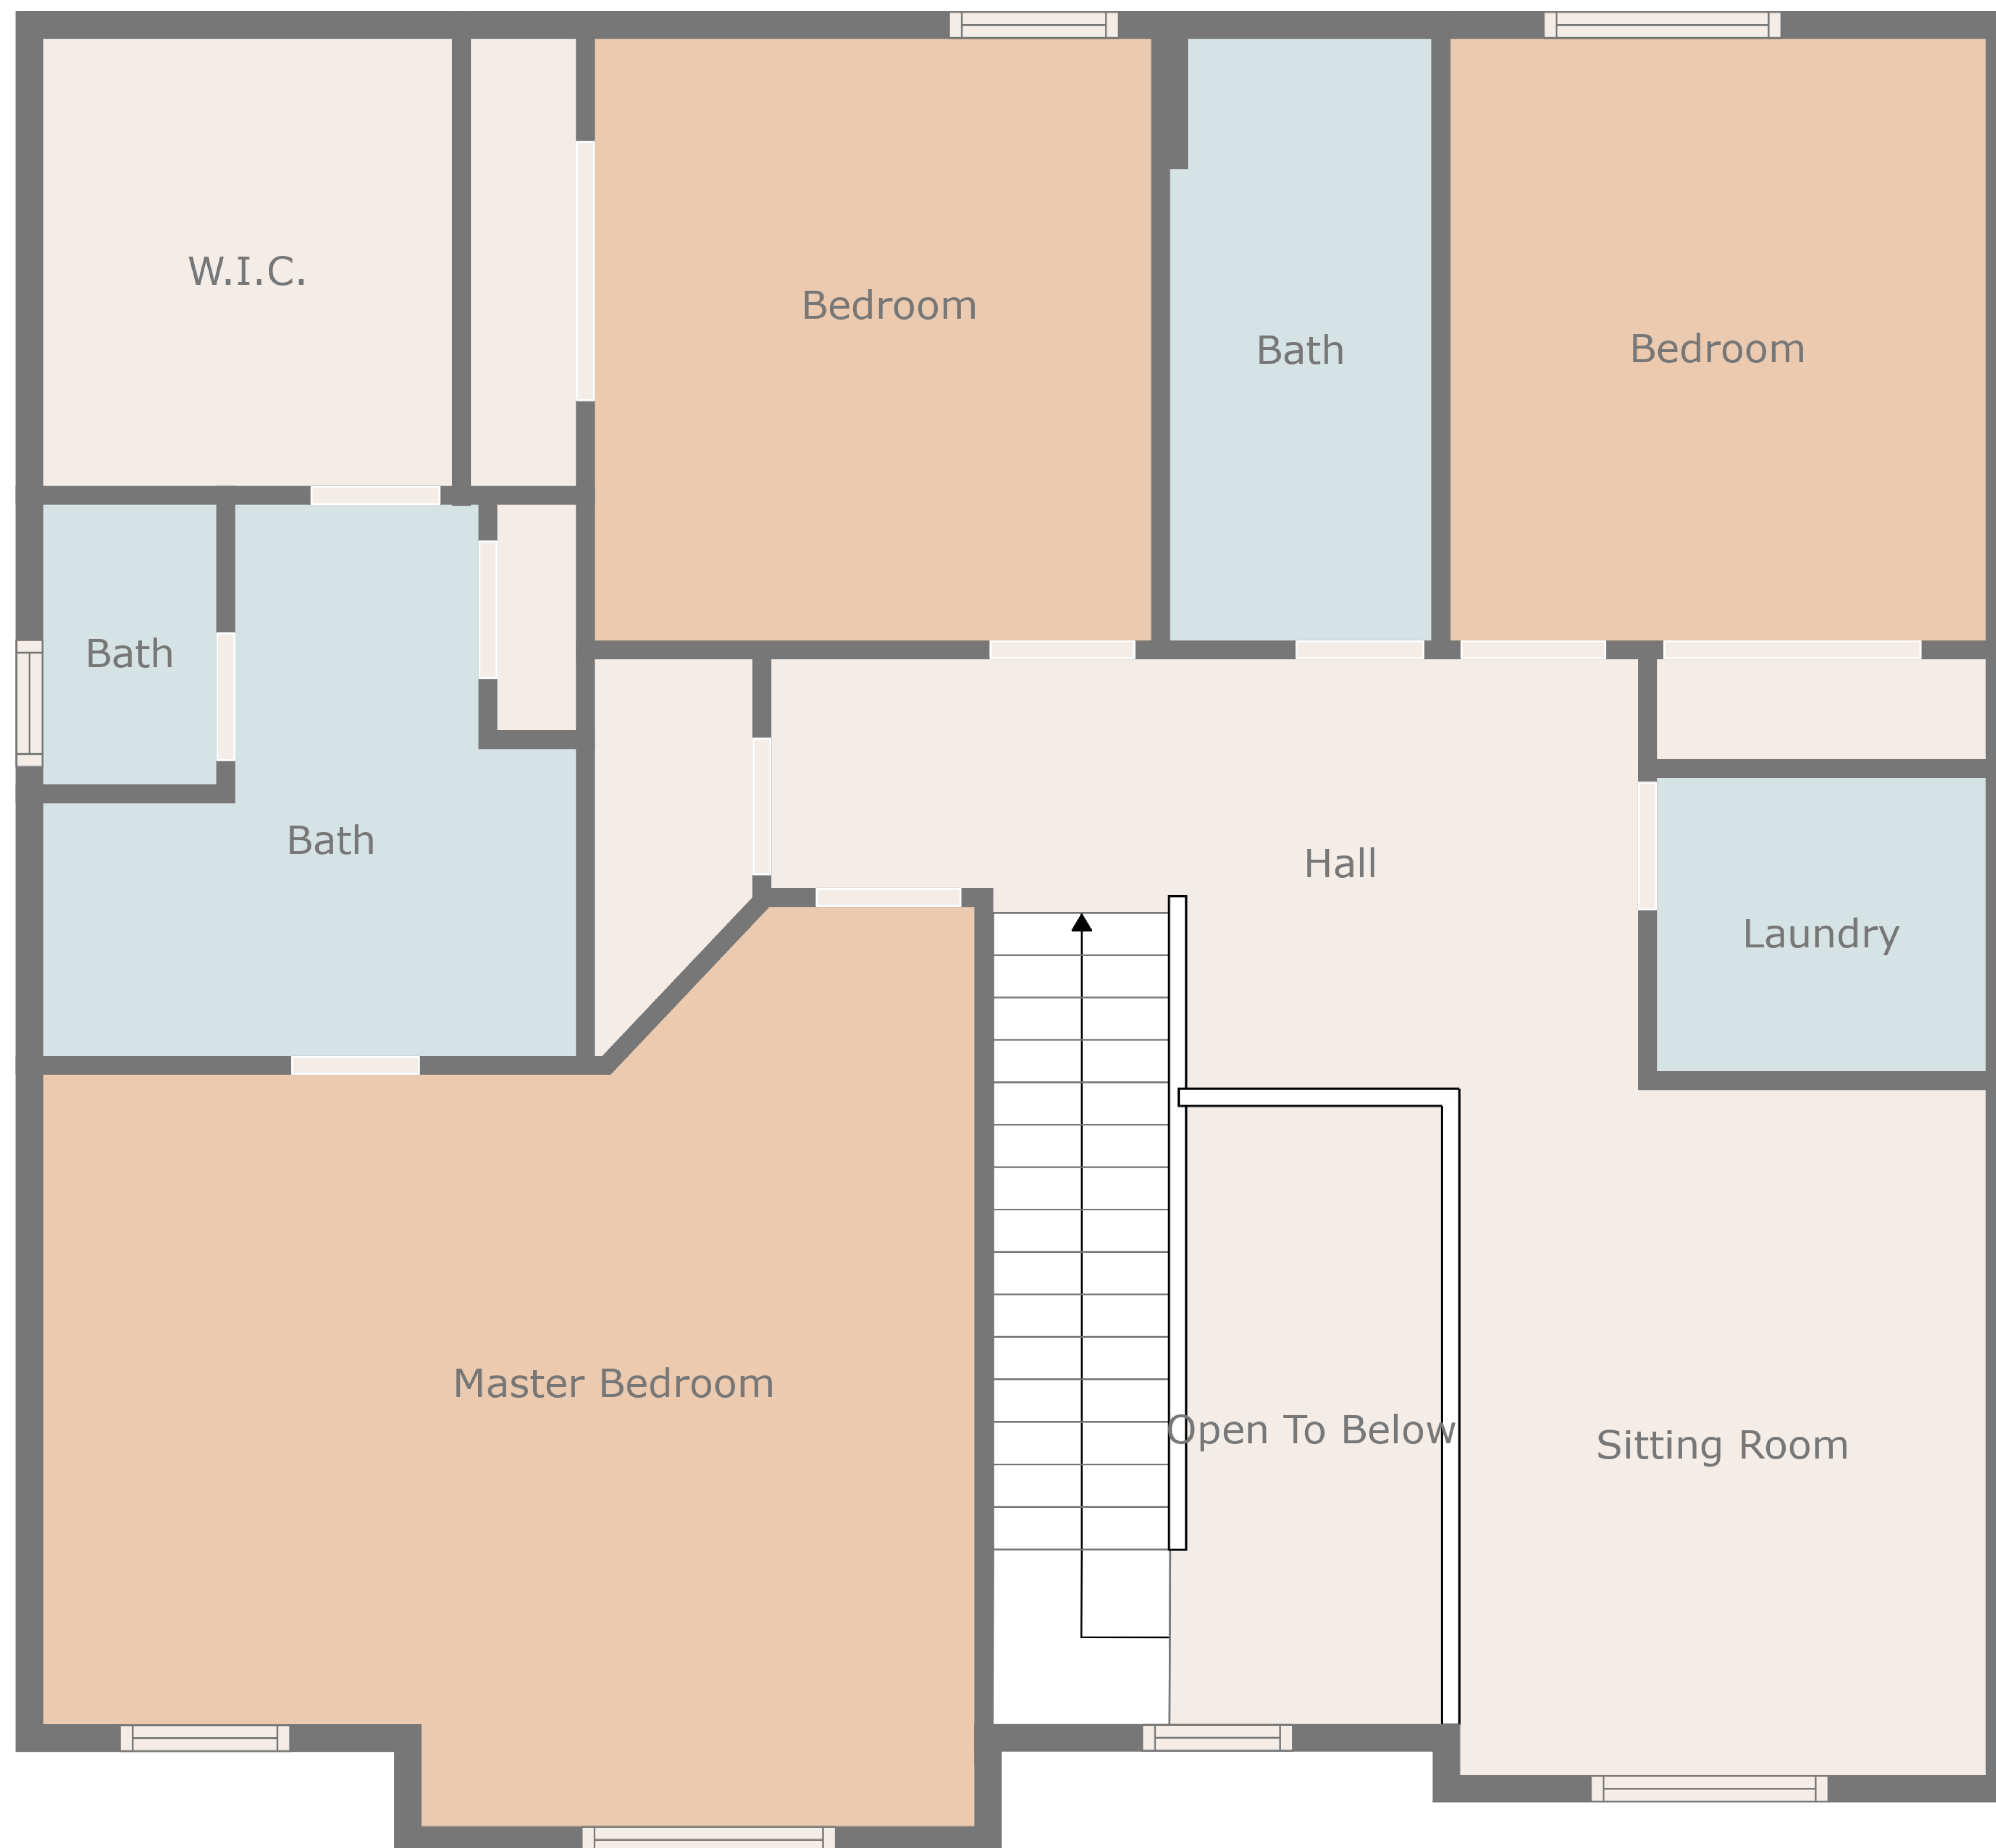 W.I.C.
Bedroom
Bath
Bedroom
Bath
Bath
Hall
Laundry
Master Bedroom
Open To Below
Sitting Room